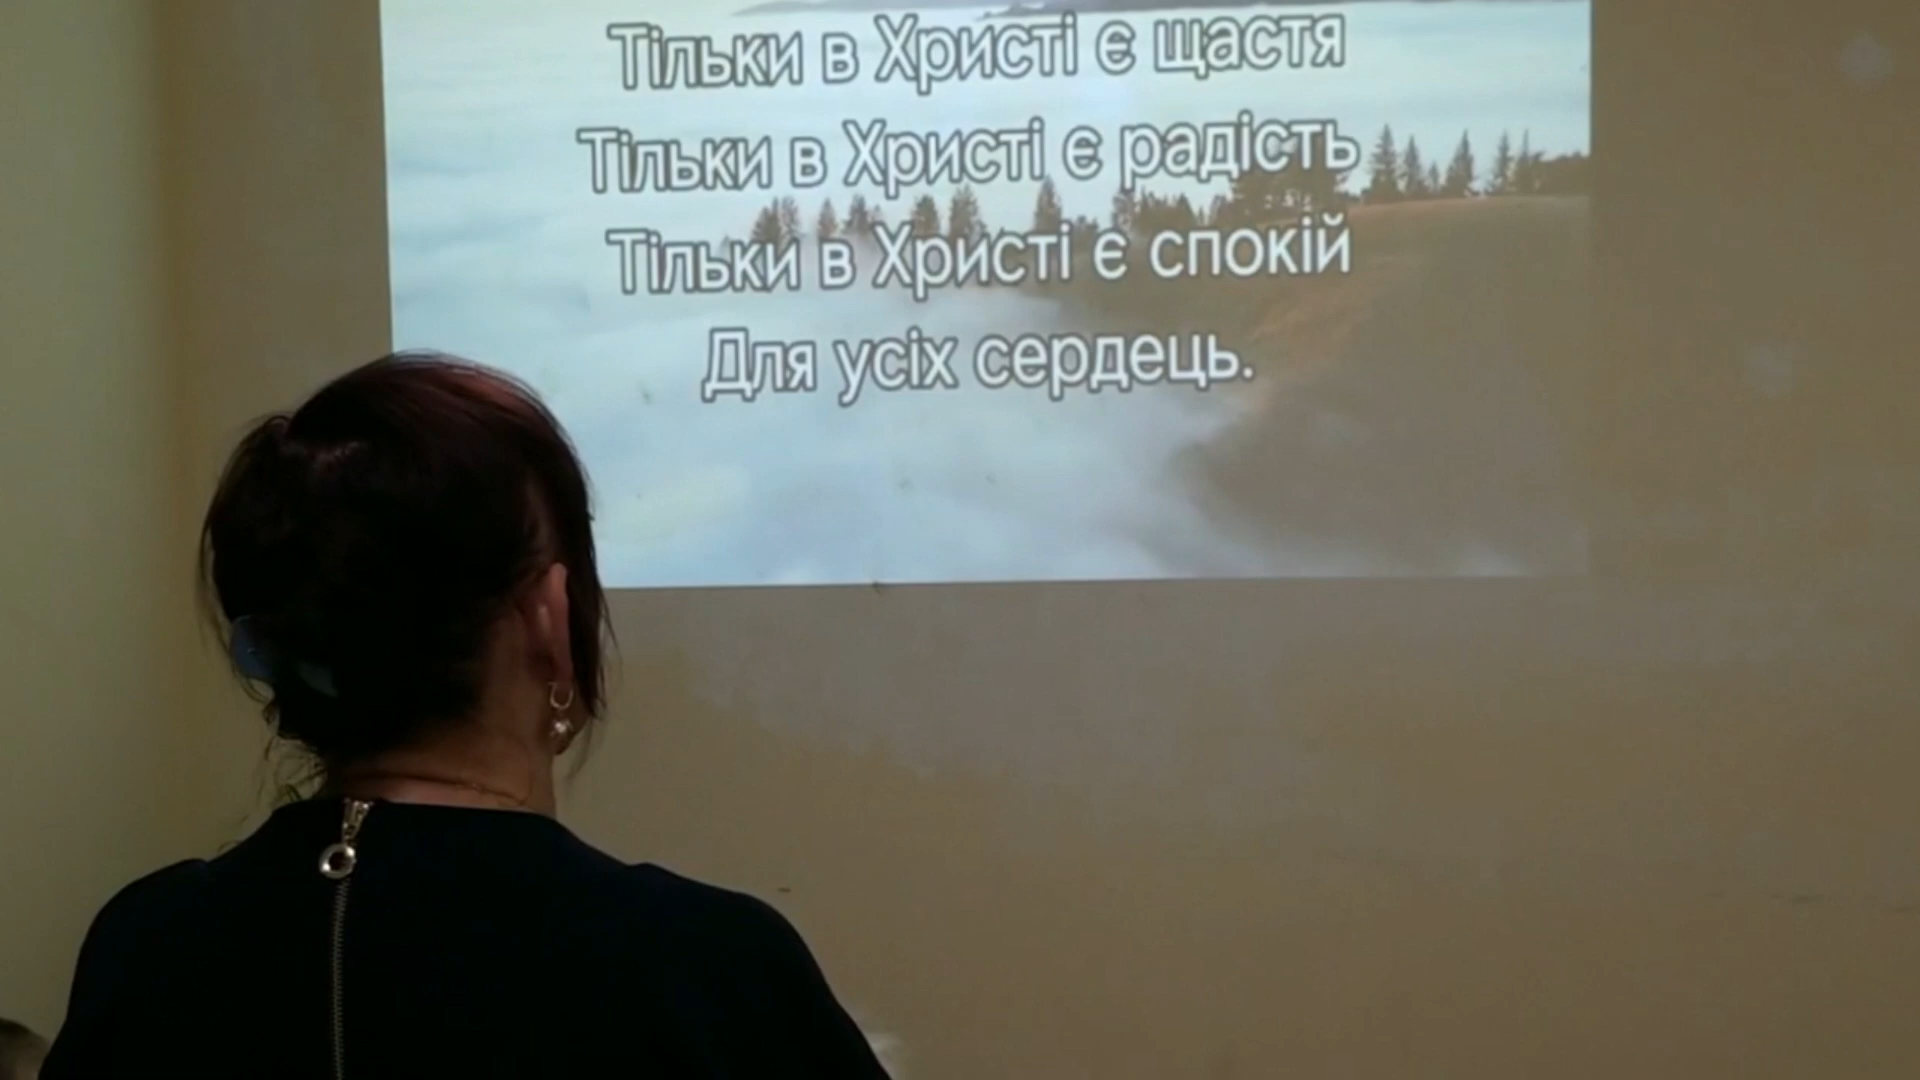 Тільки в Христі є щастя
Тільки в Христі є радість
Тільки в Христі є спокій
Для усіх сердець.